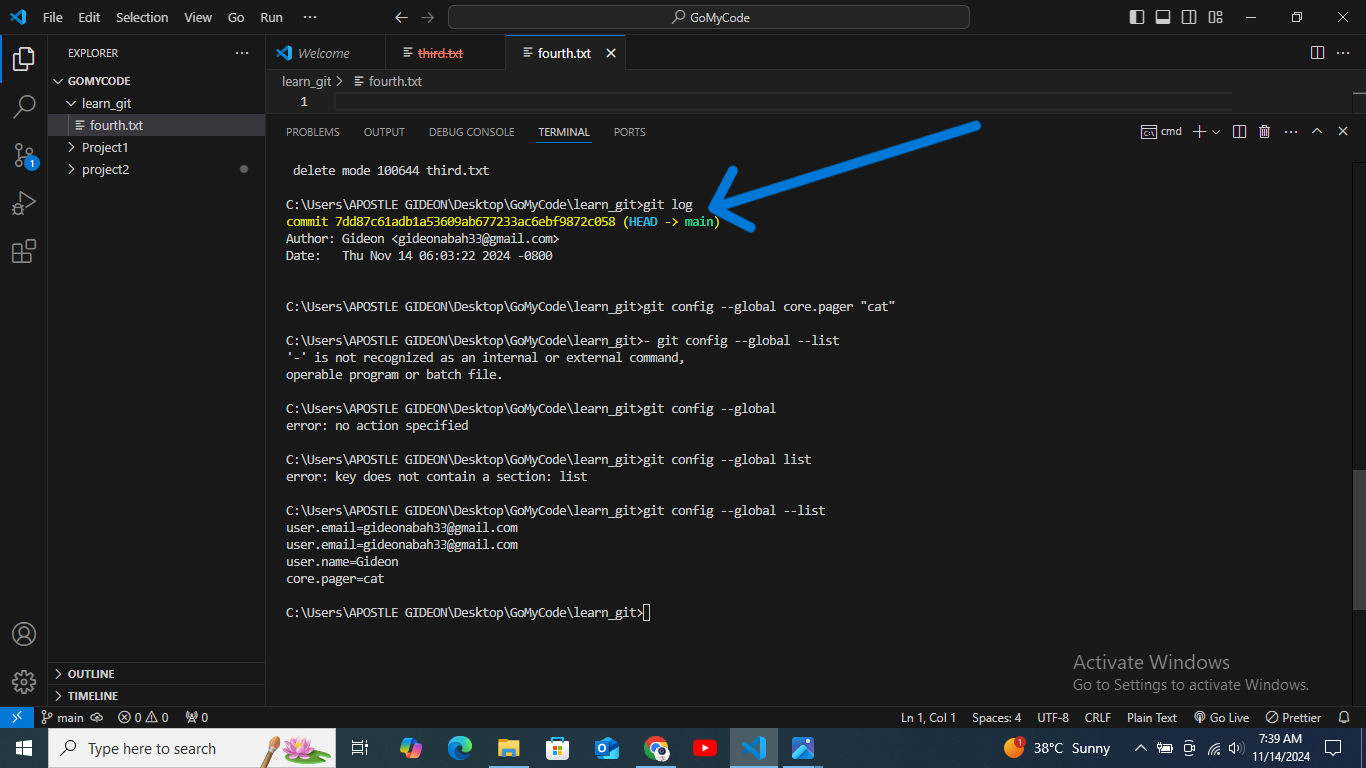 File Edit Selection View Go Run ···
GoMyCode
EXPLORER ···
GOMYCODE
learn_git
fourth.txt
Project1
project2
OUTLINE
TIMELINE
Welcome third.txt fourth.txt
learn_git > fourth.txt
1
PROBLEMS OUTPUT DEBUG CONSOLE TERMINAL PORTS
cmd
delete mode 100644 third.txt
C:\Users\APOSTLE GIDEON\Desktop\GoMyCode\learn_git>git log
commit 7dd87c61adb1a53609ab677233ac6ebf9872c058 (HEAD -> main)
Author: Gideon <gideonabah33@gmail.com>
Date:   Thu Nov 14 06:03:22 2024 -0800
C:\Users\APOSTLE GIDEON\Desktop\GoMyCode\learn_git>git config --global core.pager "cat"
C:\Users\APOSTLE GIDEON\Desktop\GoMyCode\learn_git>- git config --global --list
'-' is not recognized as an internal or external command,
operable program or batch file.
C:\Users\APOSTLE GIDEON\Desktop\GoMyCode\learn_git>git config --global
error: no action specified
C:\Users\APOSTLE GIDEON\Desktop\GoMyCode\learn_git>git config --global list
error: key does not contain a section: list
C:\Users\APOSTLE GIDEON\Desktop\GoMyCode\learn_git>git config --global --list
user.email=gideonabah33@gmail.com
user.email=gideonabah33@gmail.com
user.name=Gideon
core.pager=cat
C:\Users\APOSTLE GIDEON\Desktop\GoMyCode\learn_git>
Activate Windows
Go to Settings to activate Windows.
1
main 0 0 0
Ln 1, Col 1 Spaces: 4 UTF-8 CRLF Plain Text Go Live Prettier
Type here to search
1
38°C Sunny
7:39 AM
11/14/2024